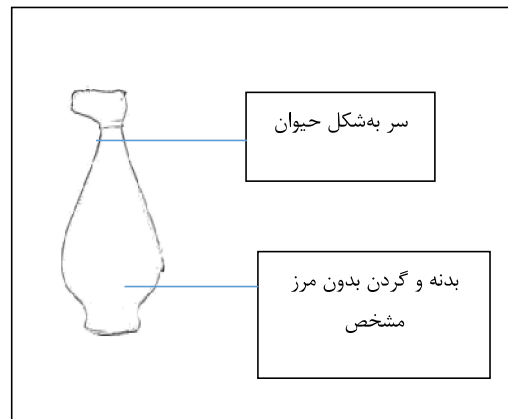 سر به‌شکل حیوان
بدنه و گردن بدون مرز
مشخص